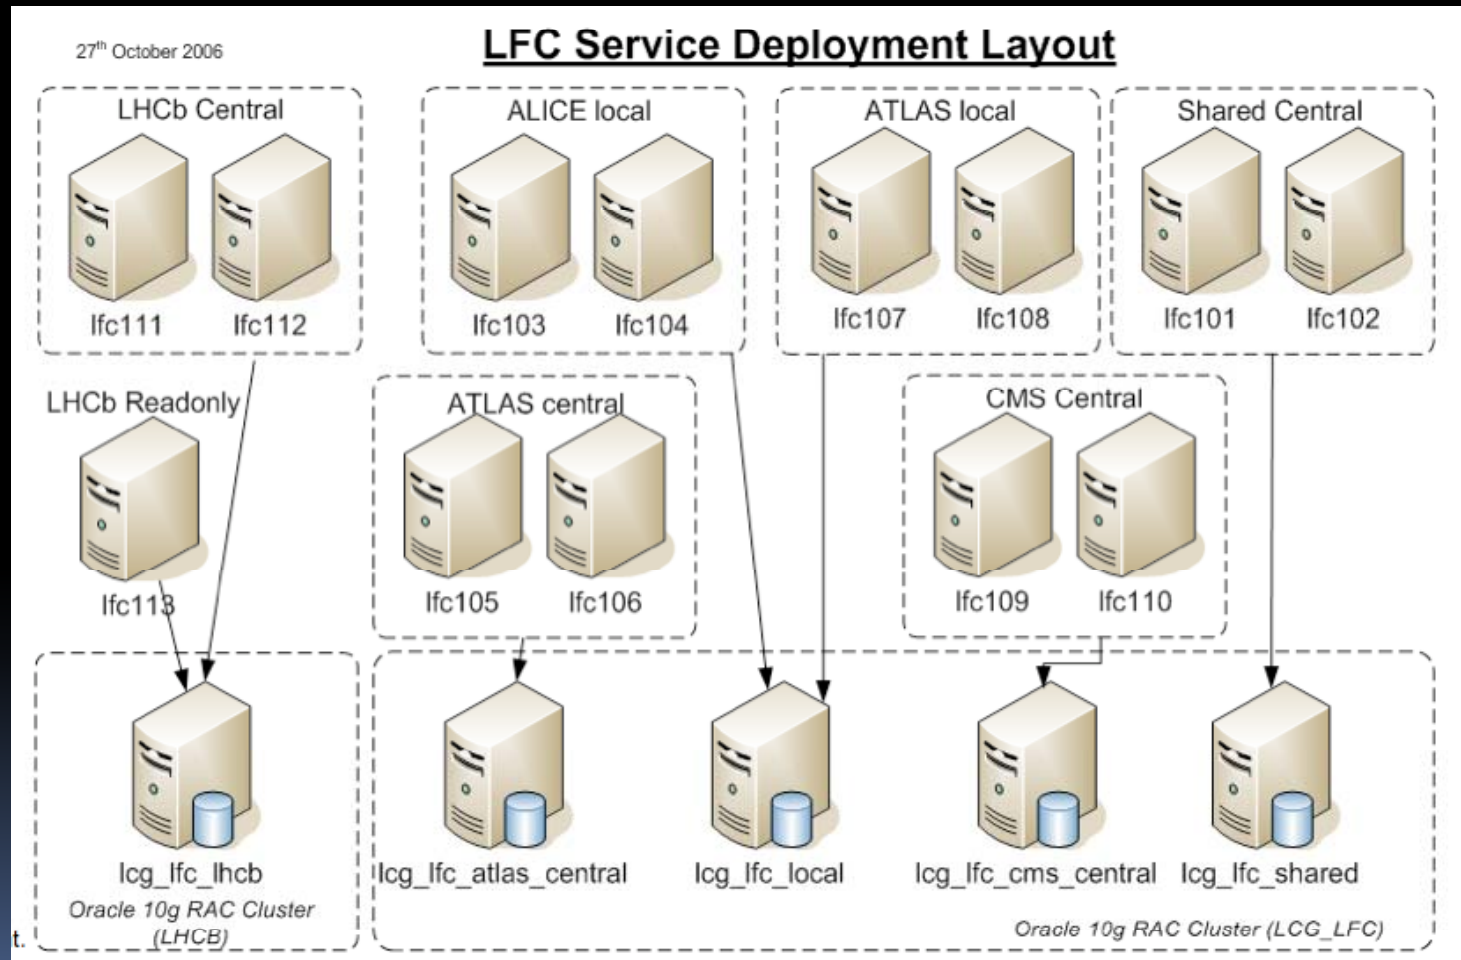 27th October 2006
LFC Service Deployment Layout
LHCb Central
ALICE local
ATLAS local
Shared Central
lfc111
lfc112
lfc103
lfc104
lfc107
lfc108
lfc101
lfc102
LHCb Readonly
ATLAS central
CMS Central
lfc113
lfc105
lfc106
lfc109
lfc110
lcg_lfc_lhcb
lcg_lfc_atlas_central
lcg_lfc_local
lcg_lfc_cms_central
lcg_lfc_shared
Oracle 10g RAC Cluster
(LHCB)
Oracle 10g RAC Cluster (LCG_LFC)
t.